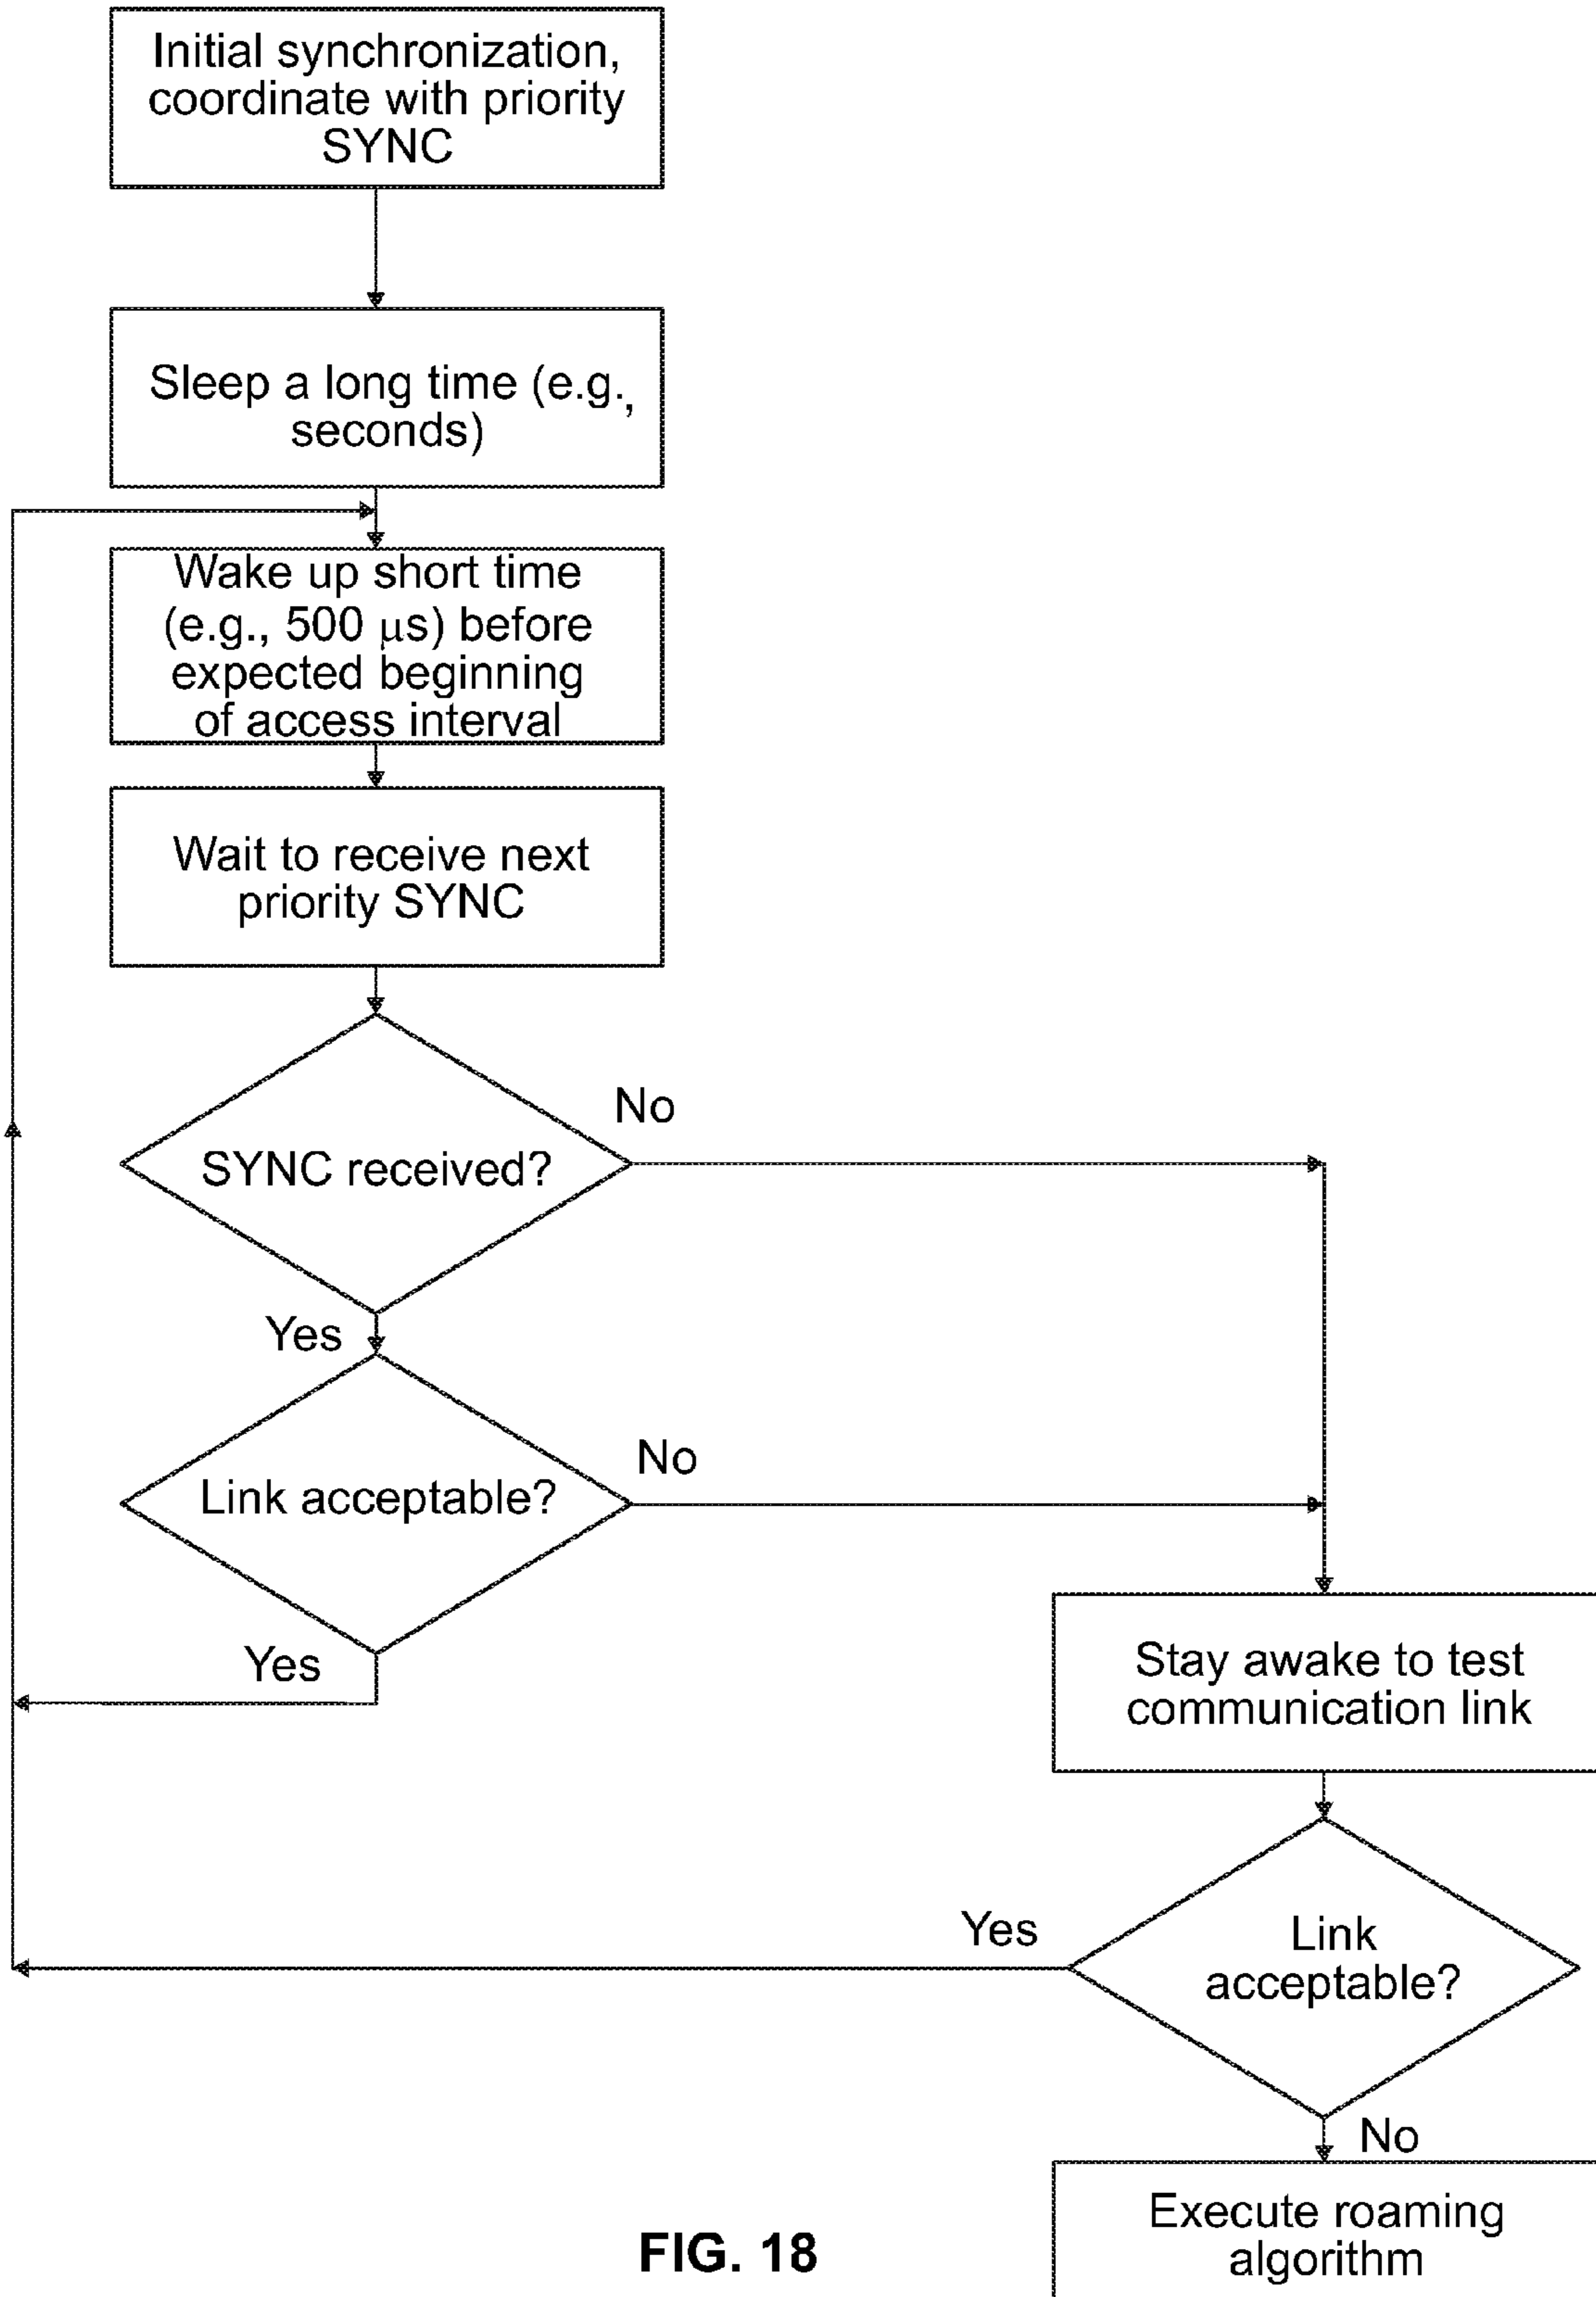 Initial synchronization,
coordinate with priority
SYNC
Sleep a long time (e.g.,
seconds)
Wake up short time
(e.g., 500 μs) before
expected beginning
of access interval
Wait to receive next
priority SYNC
No
SYNC received?
Yes
No
Link acceptable?
Yes
Stay awake to test
communication link
Yes
Link
acceptable?
No
Execute roaming
algorithm
FIG. 18